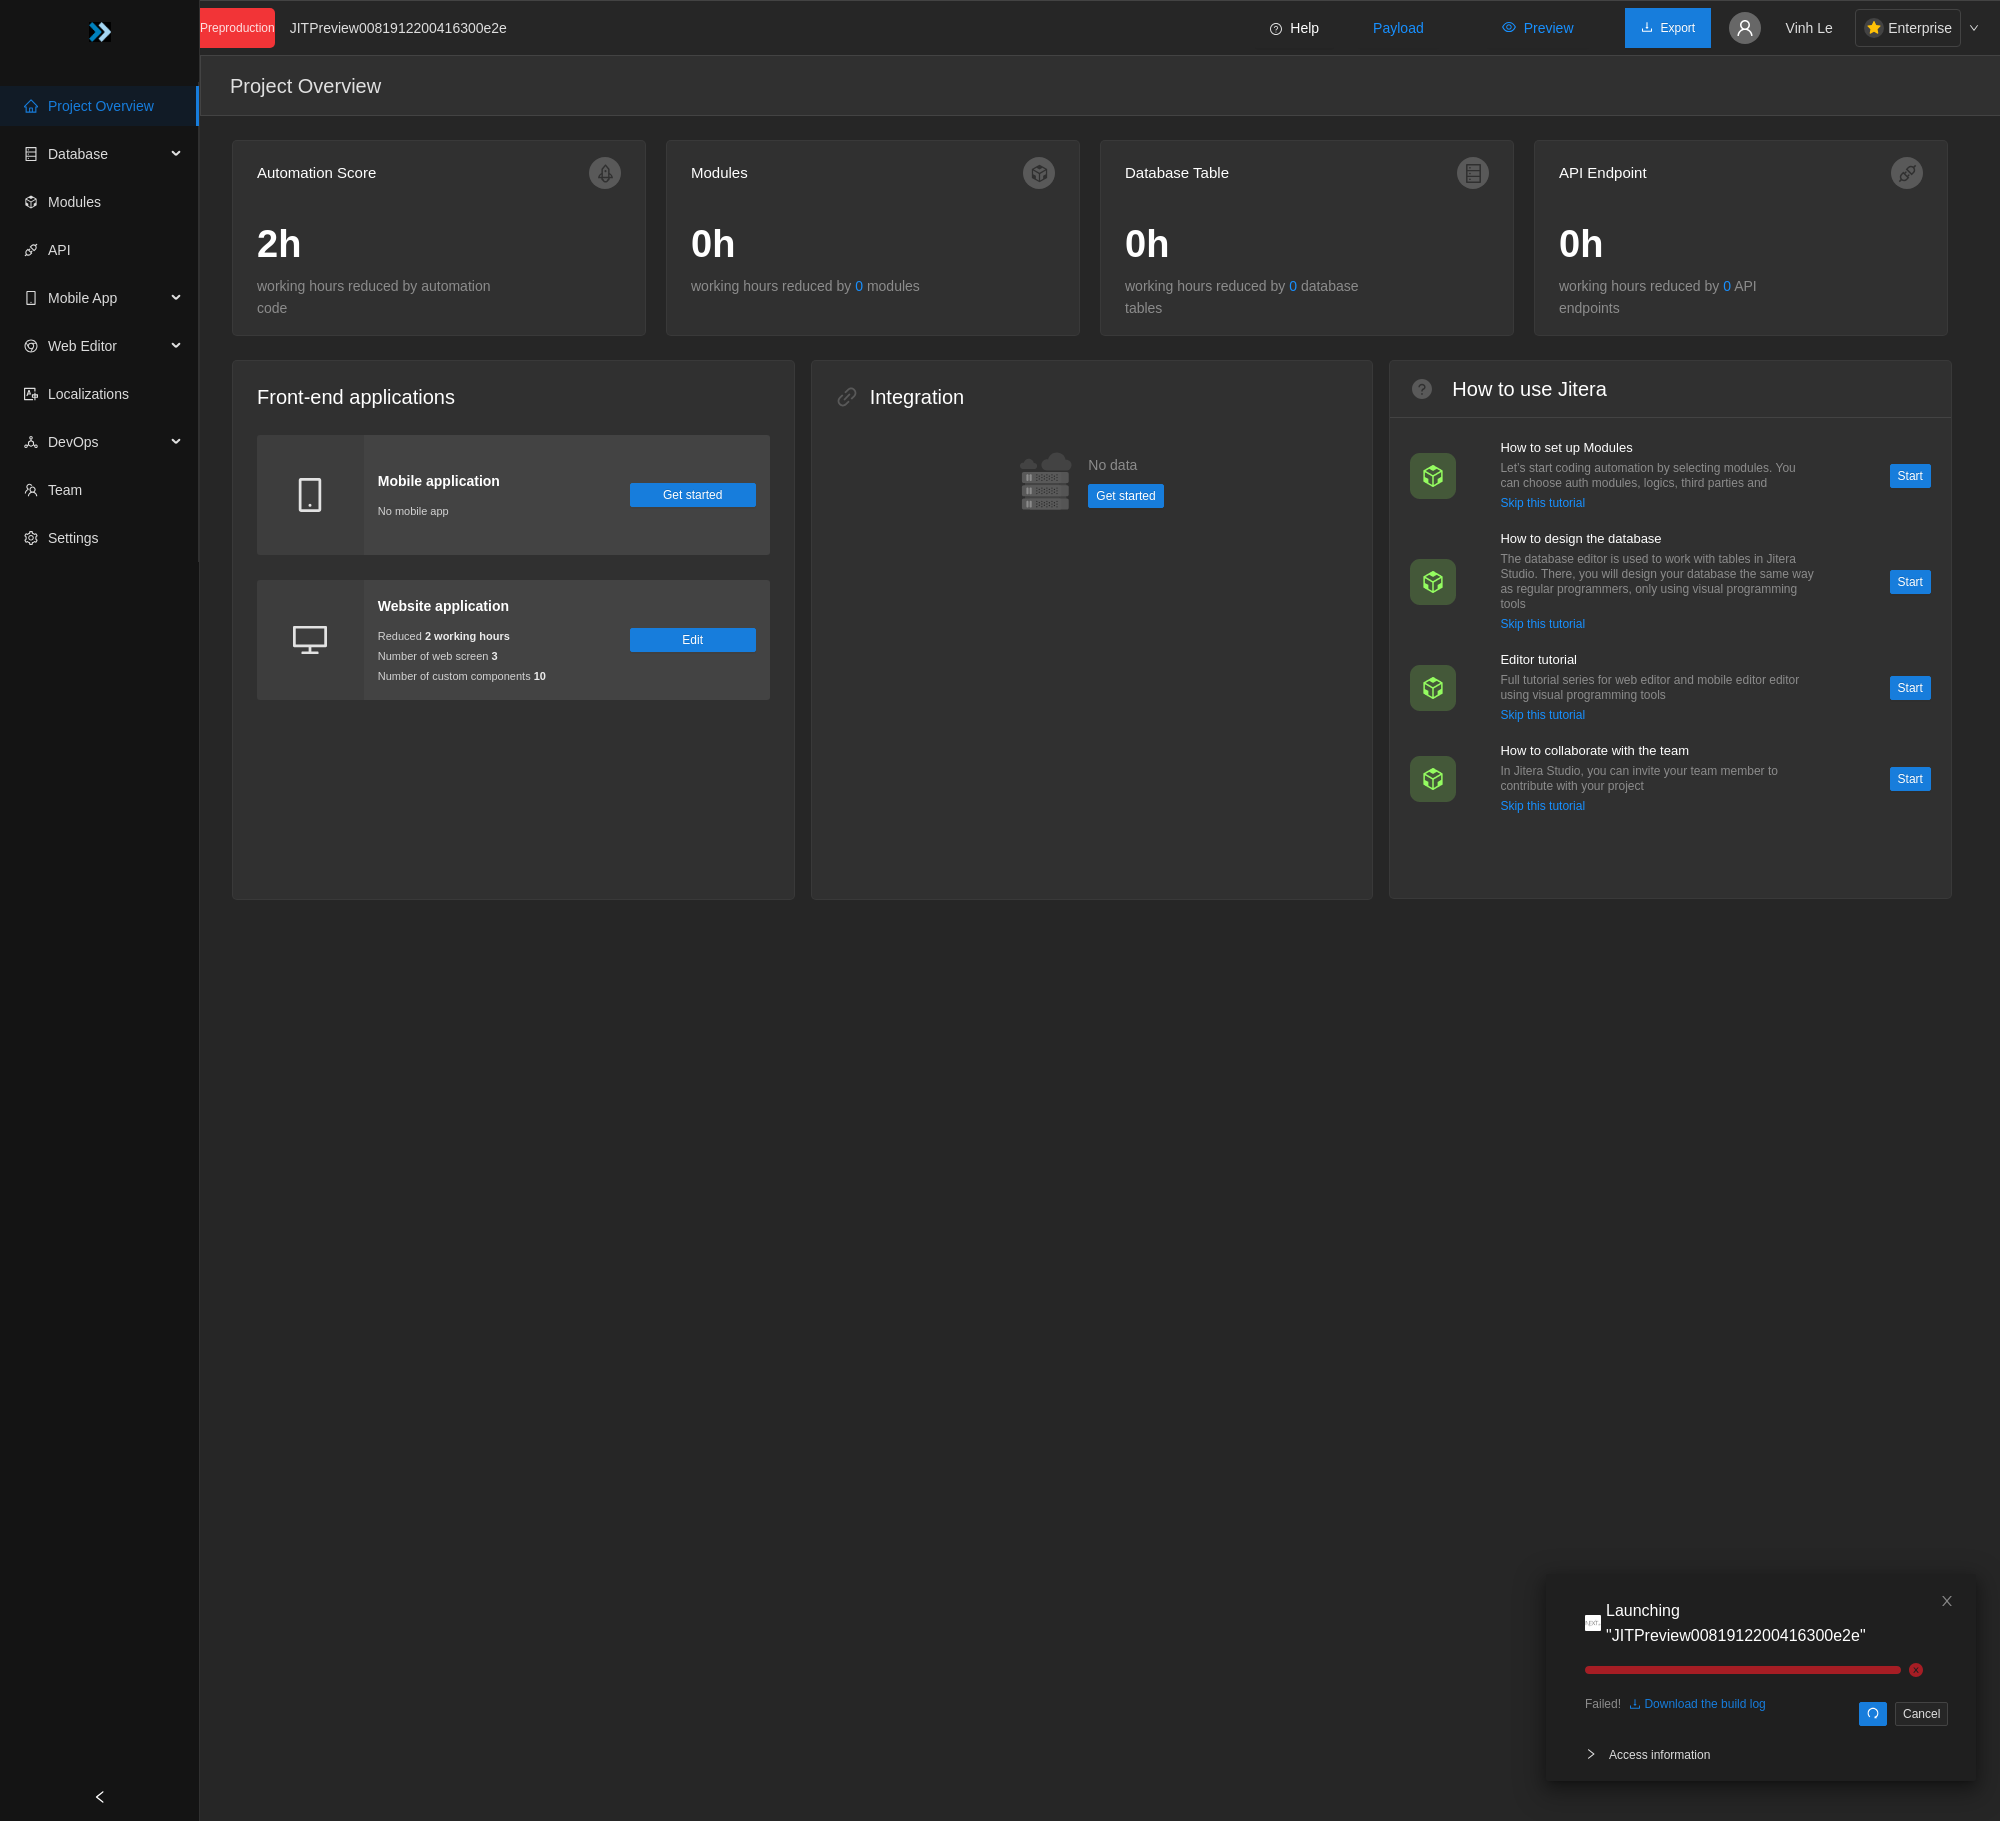 Preproduction
JITPreview0081912200416300e2e
Help
Payload
Preview
Export
Vinh Le
Enterprise
Project Overview
Database
Modules
API
Mobile App
Web Editor
Localizations
DevOps
Team
Settings
Project Overview
Automation Score
2h
working hours reduced by automation
code
Modules
0h
working hours reduced by 0 modules
Database Table
0h
working hours reduced by 0 database
tables
API Endpoint
0h
working hours reduced by 0 API
endpoints
Front-end applications
Mobile application
No mobile app
Get started
Website application
Reduced 2 working hours
Number of web screen 3
Number of custom components 10
Edit
Integration
No data
Get started
How to use Jitera
How to set up Modules
Let's start coding automation by selecting modules. You
can choose auth modules, logics, third parties and
Skip this tutorial
Start
How to design the database
The database editor is used to work with tables in Jitera
Studio. There, you will design your database the same way
as regular programmers, only using visual programming
tools
Skip this tutorial
Start
Editor tutorial
Full tutorial series for web editor and mobile editor editor
using visual programming tools
Skip this tutorial
Start
How to collaborate with the team
In Jitera Studio, you can invite your team member to
contribute with your project
Skip this tutorial
Start
Launching
"JITPreview0081912200416300e2e"
Failed!
Download the build log
Cancel
Access information